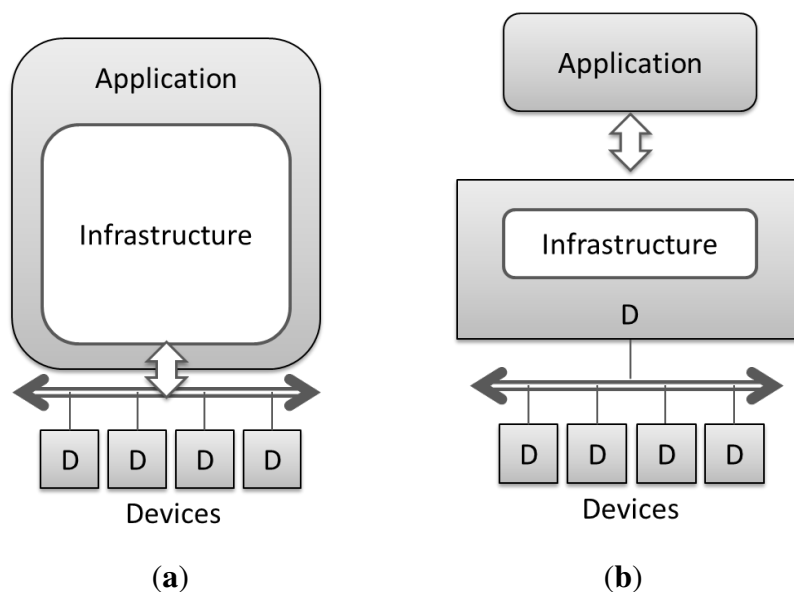 Application
Infrastructure
D D D D
Devices
(a)
Application
Infrastructure
D
D D D D
Devices
(b)